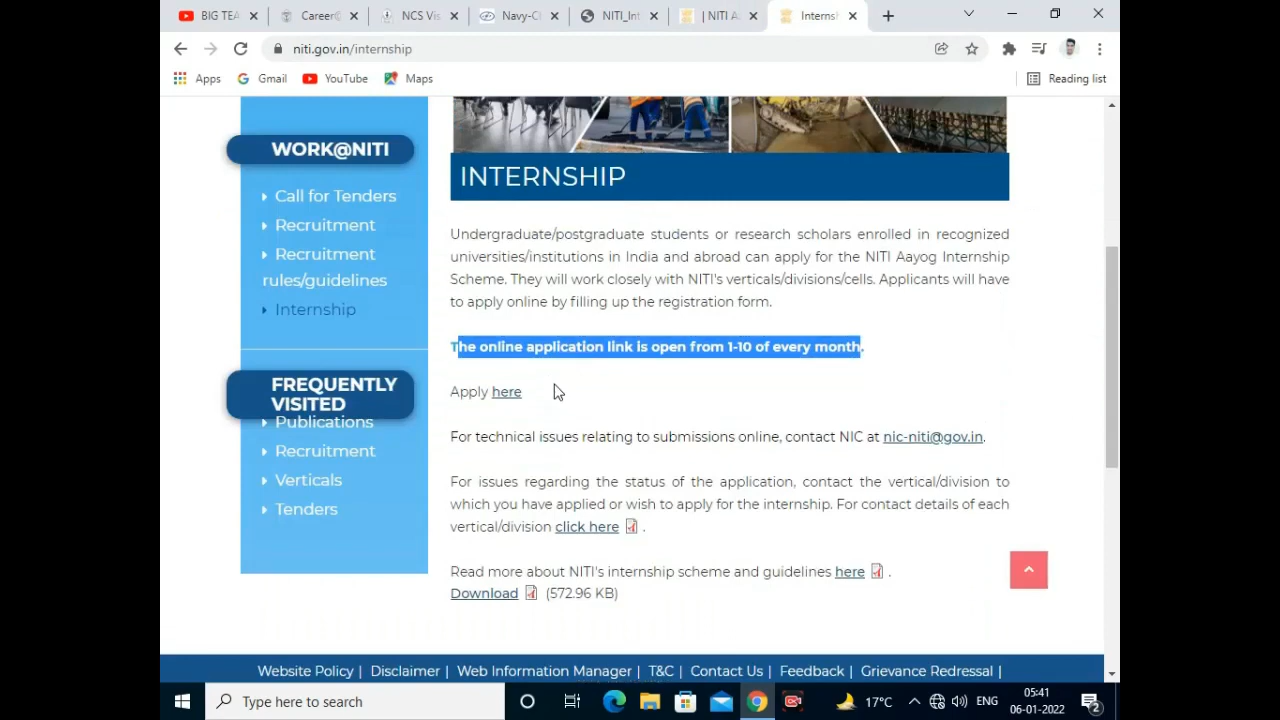 BIG TEA
Career©
NCS Vis
Navy-Cl
NITI_Int
| NITI A
Interns
niti.gov.in/internship
Apps
Gmail
YouTube
Maps
Reading list
WORK@NITI
Call for Tenders
Recruitment
Recruitment
rules/guidelines
Internship
FREQUENTLY
VISITED
Publications
Recruitment
Verticals
Tenders
INTERNSHIP
Undergraduate/postgraduate students or research scholars enrolled in recognized
universities/institutions in India and abroad can apply for the NITI Aayog Internship
Scheme. They will work closely with NITI's verticals/divisions/cells. Applicants will have
to apply online by filling up the registration form.
The online application link is open from 1-10 of every month.
Apply here
For technical issues relating to submissions online, contact NIC at nic-niti@gov.in.
For issues regarding the status of the application, contact the vertical/division to
which you have applied or wish to apply for the internship. For contact details of each
vertical/division click here .
Read more about NITI's internship scheme and guidelines here .
Download (572.96 KB)
Website Policy | Disclaimer | Web Information Manager | T&C | Contact Us | Feedback | Grievance Redressal |
Type here to search
17°C
ENG
05:41
06-01-2022
2